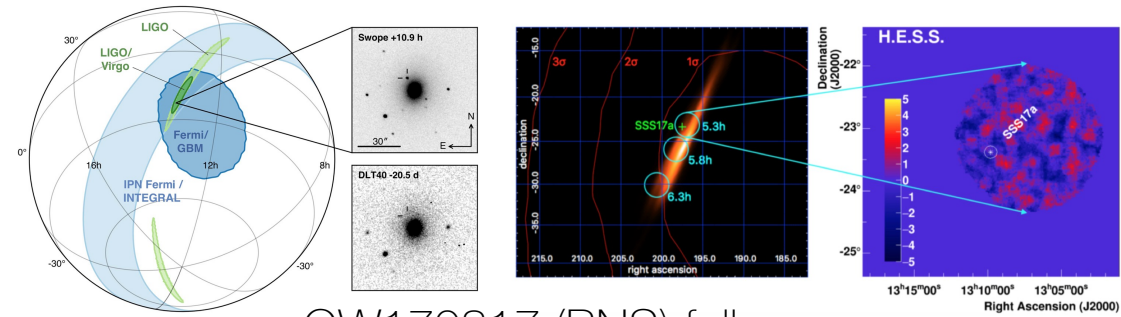 LIGO
LIGO/
Virgo
Fermi/
GBM
IPN Fermi /
INTEGRAL
30°
0°
-30°
-30°
16h
12h
8h
Swope +10.9 h
30"
N
E
DLT40 -20.5 d
3σ
2σ
1σ
SSS17a
5.3h
5.8h
6.3h
declination
-15.0
-20.0
-25.0
-30.0
-35.0
215.0 210.0 205.0 200.0 195.0 190.0 185.0
right ascension
H.E.S.S.
Declination
(J2000)
-22°
-23°
-24°
-25°
5
4
3
2
1
0
-1
-2
-3
-4
-5
SSS17a
13h15m00s 13h10m00s 13h05m00s
Right Ascension (J2000)
GW170817 (BNS) foll